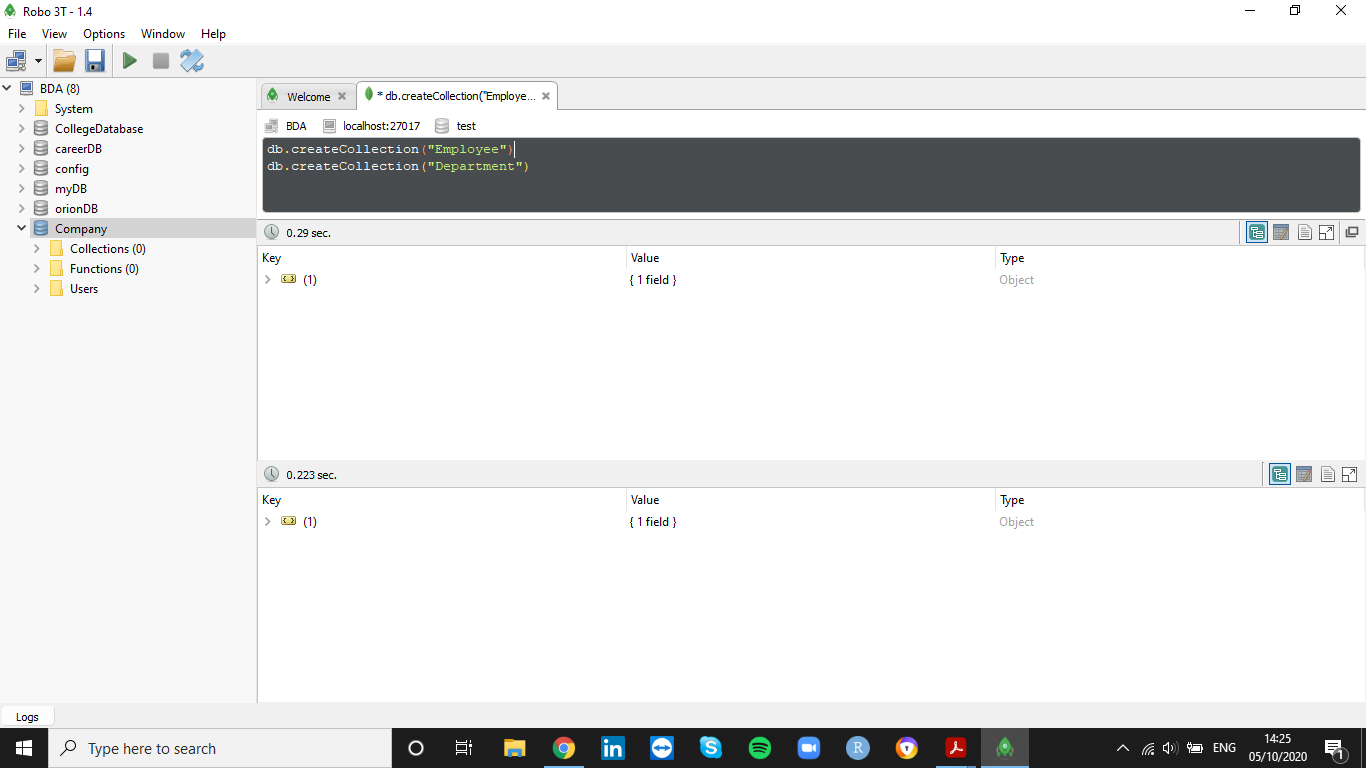 Robo 3T - 1.4
File View Options Window Help
BDA (8)
System
CollegeDatabase
careerDB
config
myDB
orionDB
Company
Collections (0)
Functions (0)
Users
Welcome
* db.createCollection("Employe...
BDA localhost:27017 test
db.createCollection("Employee")
db.createCollection("Department")
0.29 sec.
Key Value Type
(1) { 1 field } Object
0.223 sec.
Key Value Type
(1) { 1 field } Object
Logs
Type here to search
in
S
R
ENG
14:25
05/10/2020
1